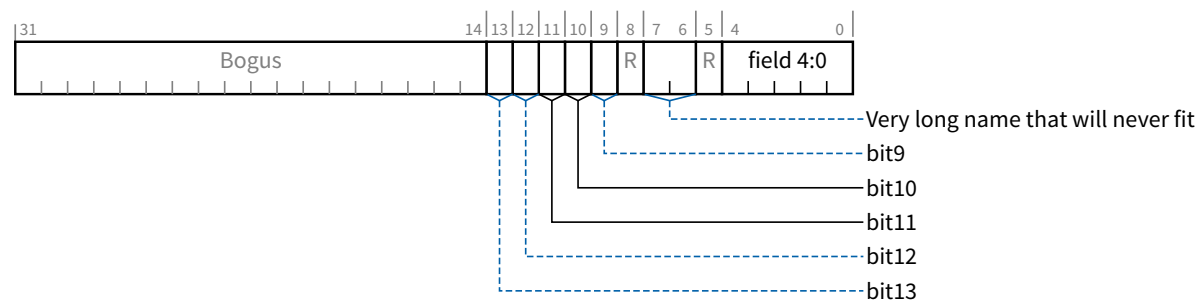 31 14 13 12 11 10 9 8 7 6 5 4 0
Bogus R R field 4:0
Very long name that will never fit
bit9
bit10
bit11
bit12
bit13